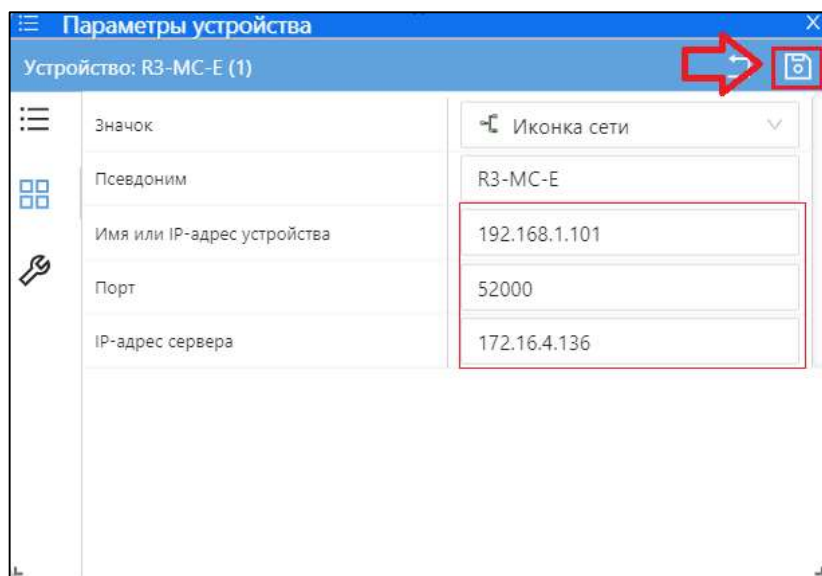 Параметры устройства X
Устройство: R3-MC-E (1)
Значок Иконка сети
Псевдоним R3-MC-E
Имя или IP-адрес устройства 192.168.1.101
Порт 52000
IP-адрес сервера 172.16.4.136